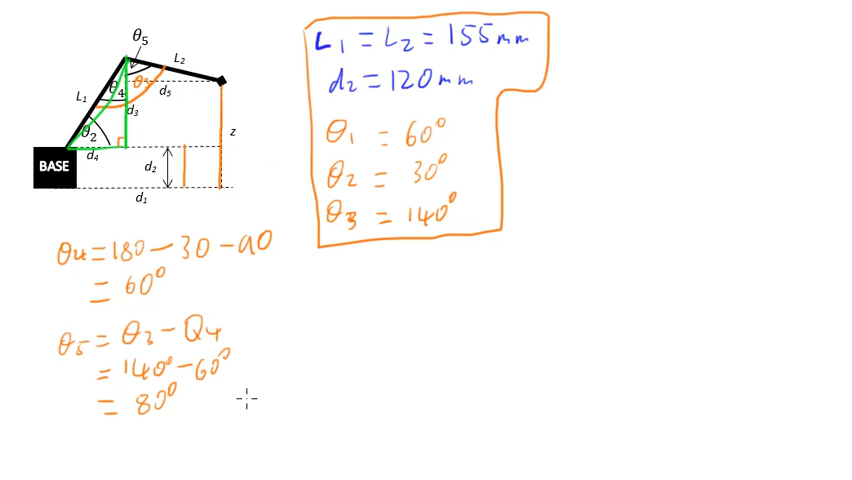 θ5
L2
L1
θ4
θ3
d5
d3
θ2
z
d4
BASE
d2
d1
L1 = L2 = 155mm
d2 = 120mm
θ1 = 60°
θ2 = 30°
θ3 = 140°
θ4 = 180 - 30 - 90
= 60°
θ5 = θ3 - θ4
= 140° - 60°
= 80°